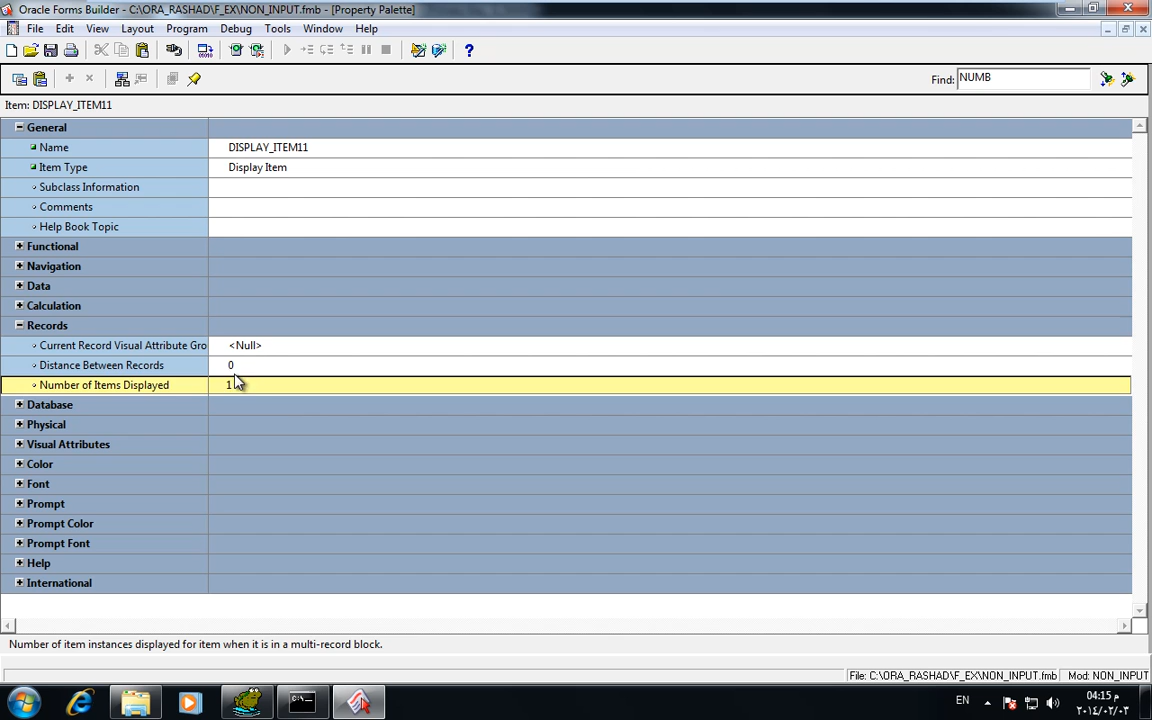 Oracle Forms Builder - C:\ORA_RASHAD\F_EX\NON_INPUT.fmb - [Property Palette]
File Edit View Layout Program Debug Tools Window Help
Find: NUMB
Item: DISPLAY_ITEM11
General
Name DISPLAY_ITEM11
Item Type Display Item
Subclass Information
Comments
Help Book Topic
Functional
Navigation
Data
Calculation
Records
Current Record Visual Attribute Gro <Null>
Distance Between Records 0
Number of Items Displayed 1
Database
Physical
Visual Attributes
Color
Font
Prompt
Prompt Color
Prompt Font
Help
International
Number of item instances displayed for item when it is in a multi-record block.
File: C:\ORA_RASHAD\F_EX\NON_INPUT.fmb Mod: NON_INPUT
EN
04:15 م
٢٠١٤/٠٢/٠٣